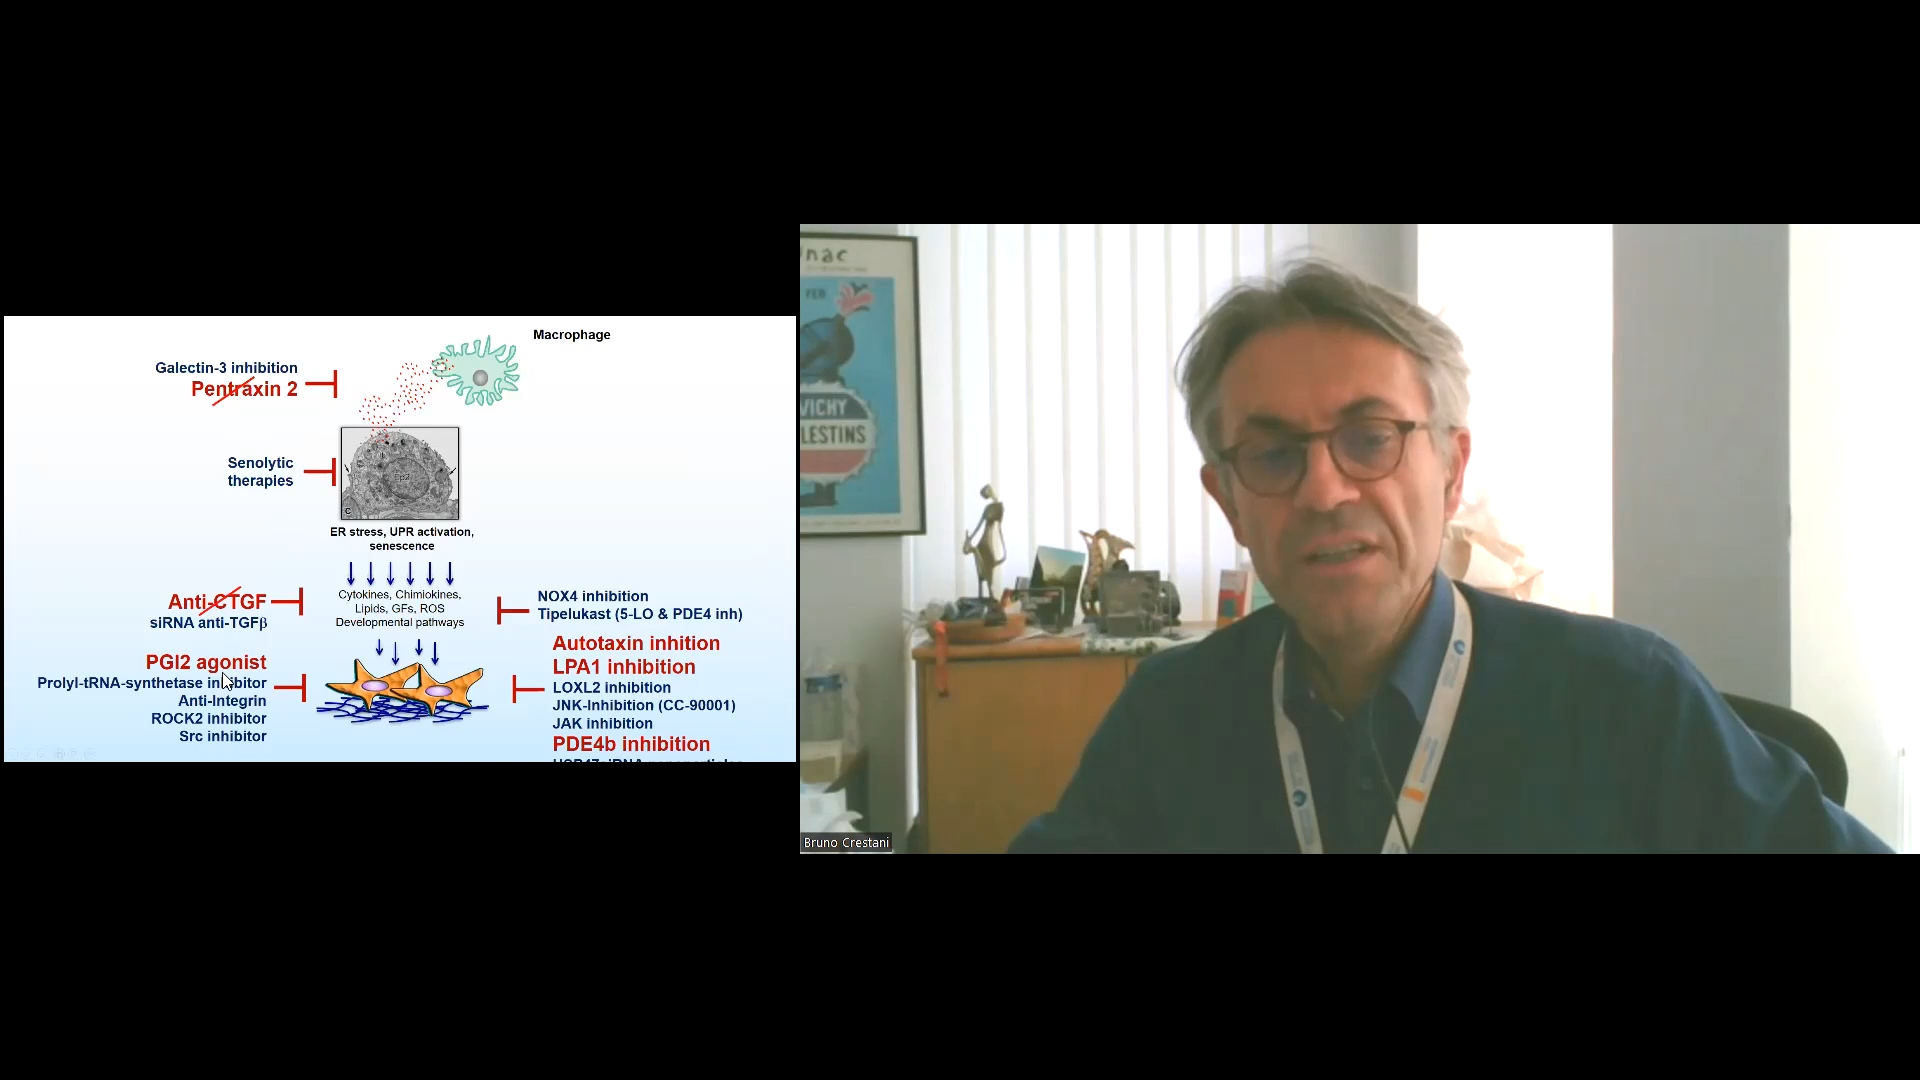 Macrophage
Galectin-3 inhibition
Pentraxin 2
Senolytic
therapies
Ep2
C
ER stress, UPR activation,
senescence
Anti-CTGF
siRNA anti-TGFβ
Cytokines, Chimiokines,
Lipids, GFs, ROS
Developmental pathways
NOX4 inhibition
Tipelukast (5-LO & PDE4 inh)
PGI2 agonist
Prolyl-tRNA-synthetase inhibitor
Anti-Integrin
ROCK2 inhibitor
Src inhibitor
Autotaxin inhition
LPA1 inhibition
LOXL2 inhibition
JNK-Inhibition (CC-90001)
JAK inhibition
PDE4b inhibition
nac
FER
VICHY
LESTINS
Bruno Crestani